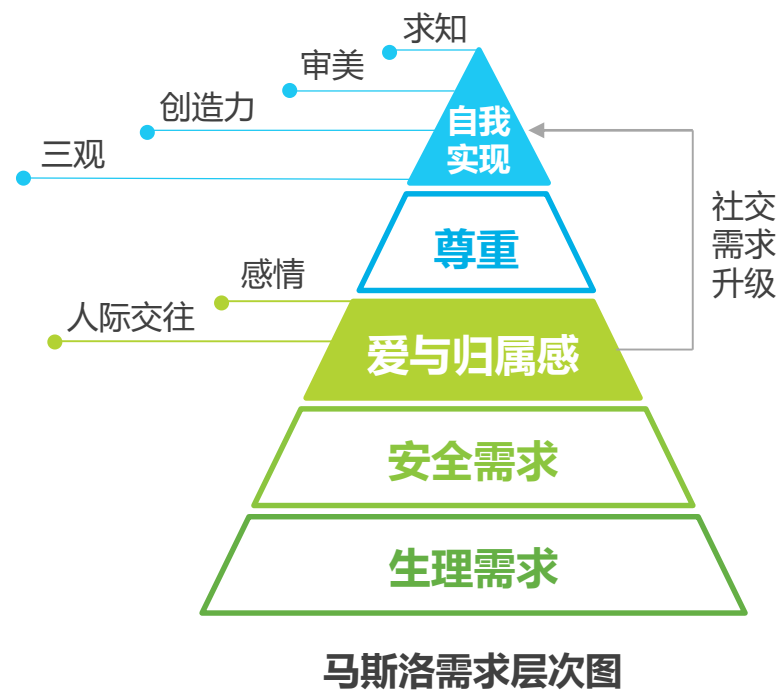 求知
审美
创造力
三观
自我
实现
社交
需求
升级
尊重
感情
人际交往
爱与归属感
安全需求
生理需求
马斯洛需求层次图